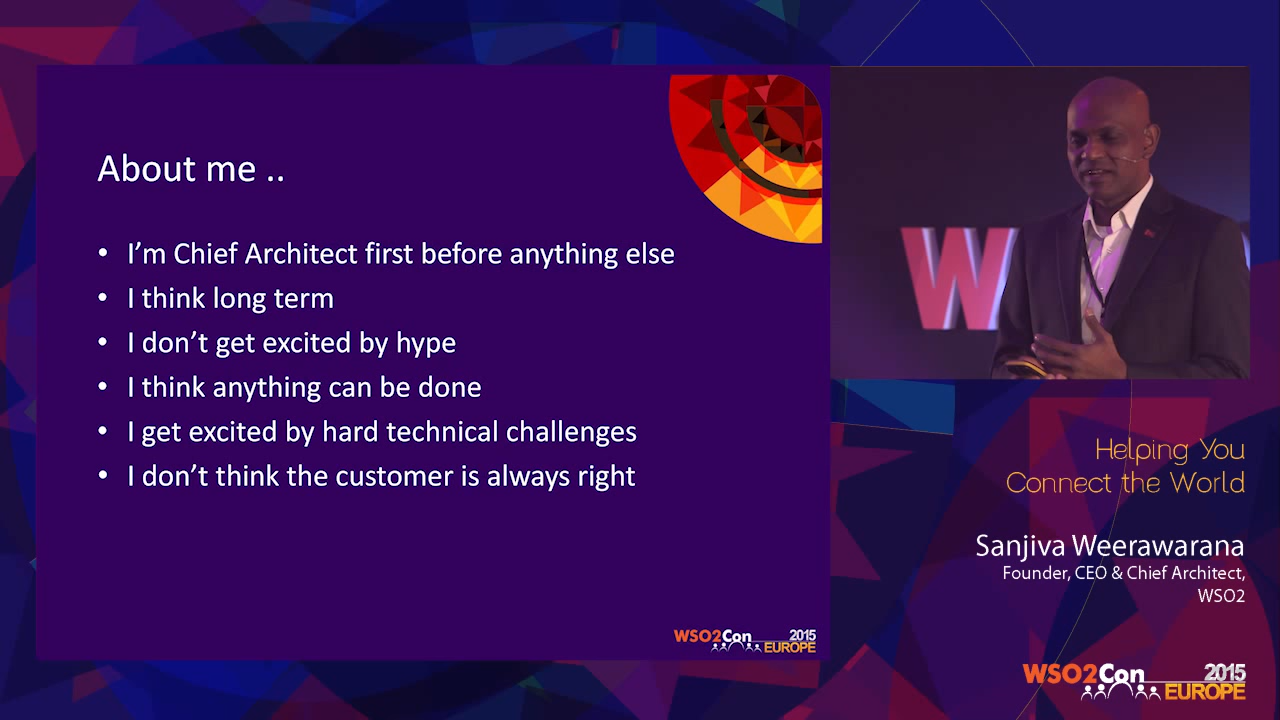 About me ..
• I'm Chief Architect first before anything else
• I think long term
• I don't get excited by hype
• I think anything can be done
• I get excited by hard technical challenges
• I don't think the customer is always right
WSO2Con 2015
EUROPE
W
Helping You
Connect the World
Sanjiva Weerawarana
Founder, CEO & Chief Architect,
WSO2
WSO2Con 2015
EUROPE